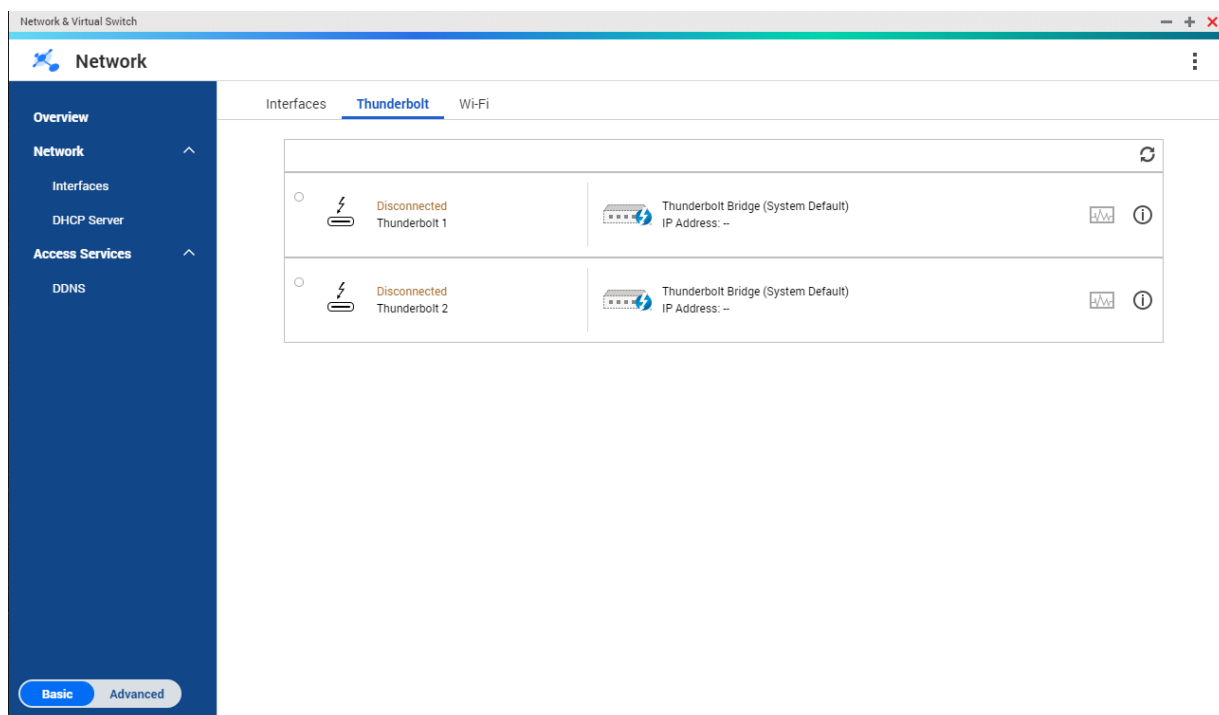 Network & Virtual Switch
Network
Overview
Network
Interfaces
DHCP Server
Access Services
DDNS
Basic Advanced
Interfaces Thunderbolt Wi-Fi
Disconnected
Thunderbolt 1
Thunderbolt Bridge (System Default)
IP Address: --
Disconnected
Thunderbolt 2
Thunderbolt Bridge (System Default)
IP Address: --